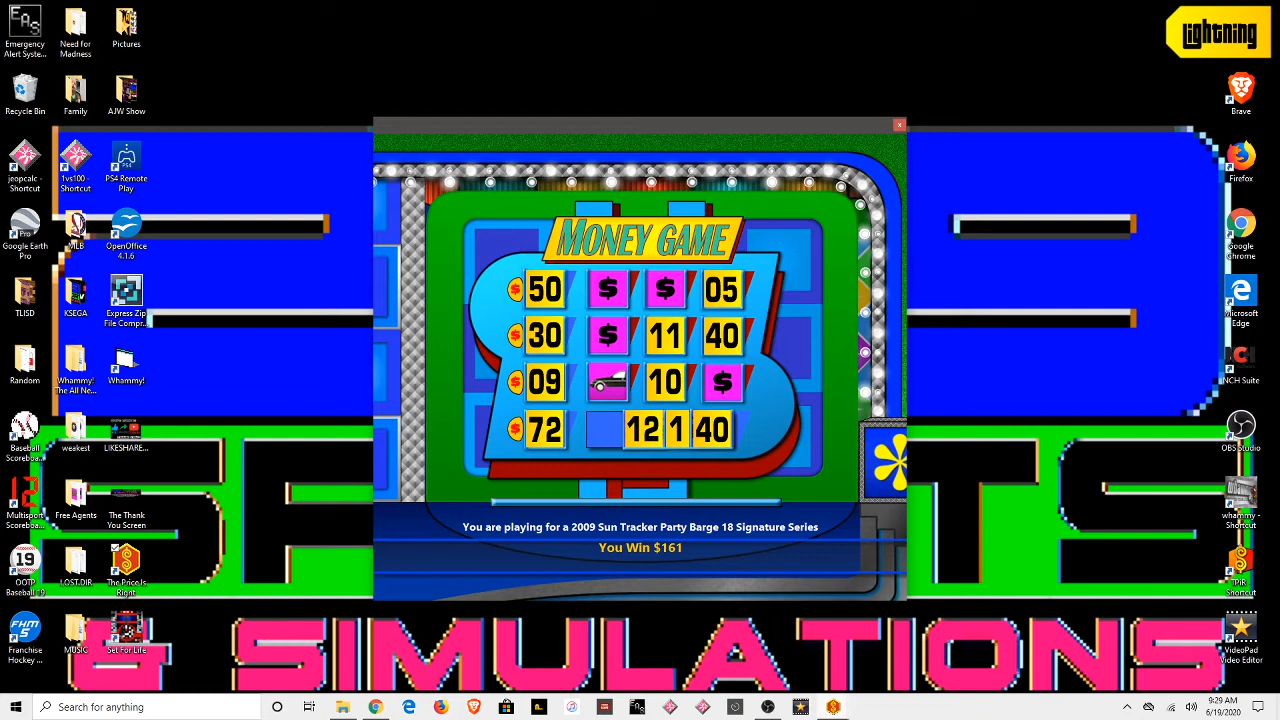 Emergency
Alert Syste...
Need for
Madness
Pictures
Lightning
Recycle Bin
Family
AJW Show
Brave
jeopcalc -
Shortcut
1vs100 -
Shortcut
PS4 Remote
Play
Firefox
Google Earth
Pro
MLB
OpenOffice
4.1.6
Google
Chrome
TLISD
KSEGA
Express Zip
File Compr...
Microsoft
Edge
Random
Whammy!
The All Ne...
Whammy!
NCH Suite
Baseball
Scoreboa...
weakest
LIKESHARE...
OBS Studio
Multisport
Scoreboa...
Free Agents
The Thank
You Screen
whammy -
Shortcut
OOTP
Baseball 19
LOST.DIR
The Price Is
Right
TPiR
Shortcut
Franchise
Hockey ...
MUSIC
Set For Life
VideoPad
Video Editor
x
MONEY GAME
$ 50 $ $ 05
$ 30 $ 11 40
$ 09 10 $
$ 72 12 1 40
You are playing for a 2009 Sun Tracker Party Barge 18 Signature Series
You Win $161
& SIMULATIONS
Search for anything
9:29 AM
6/19/2020